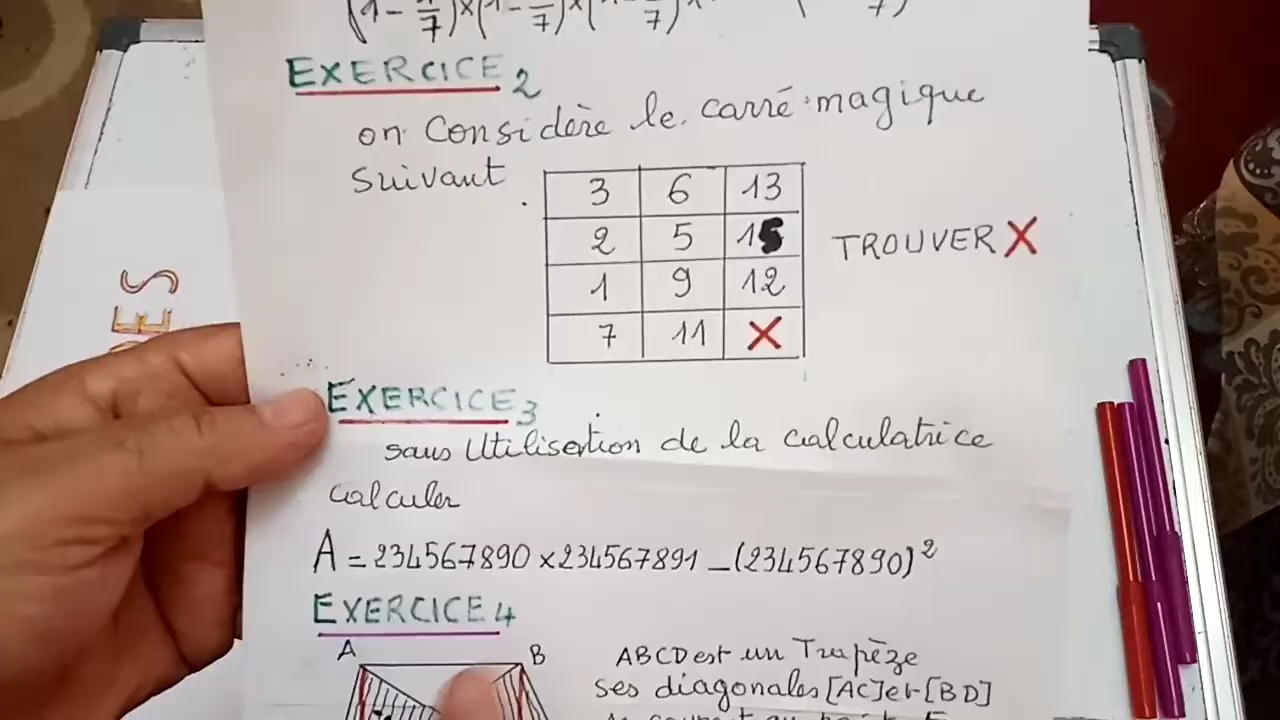 EXERCICE 2
on Considère le carré magique
suivant
3 6 13
2 5 15
1 9 12
7 11 X
TROUVER X
EXERCICE 3
sans Utilisation de la calculatrice
calculer
A = 234567890 × 234567891 _ (234567890)²
EXERCICE 4
A B
ABCD est un Trapèze
ses diagonales [AC] et [BD]